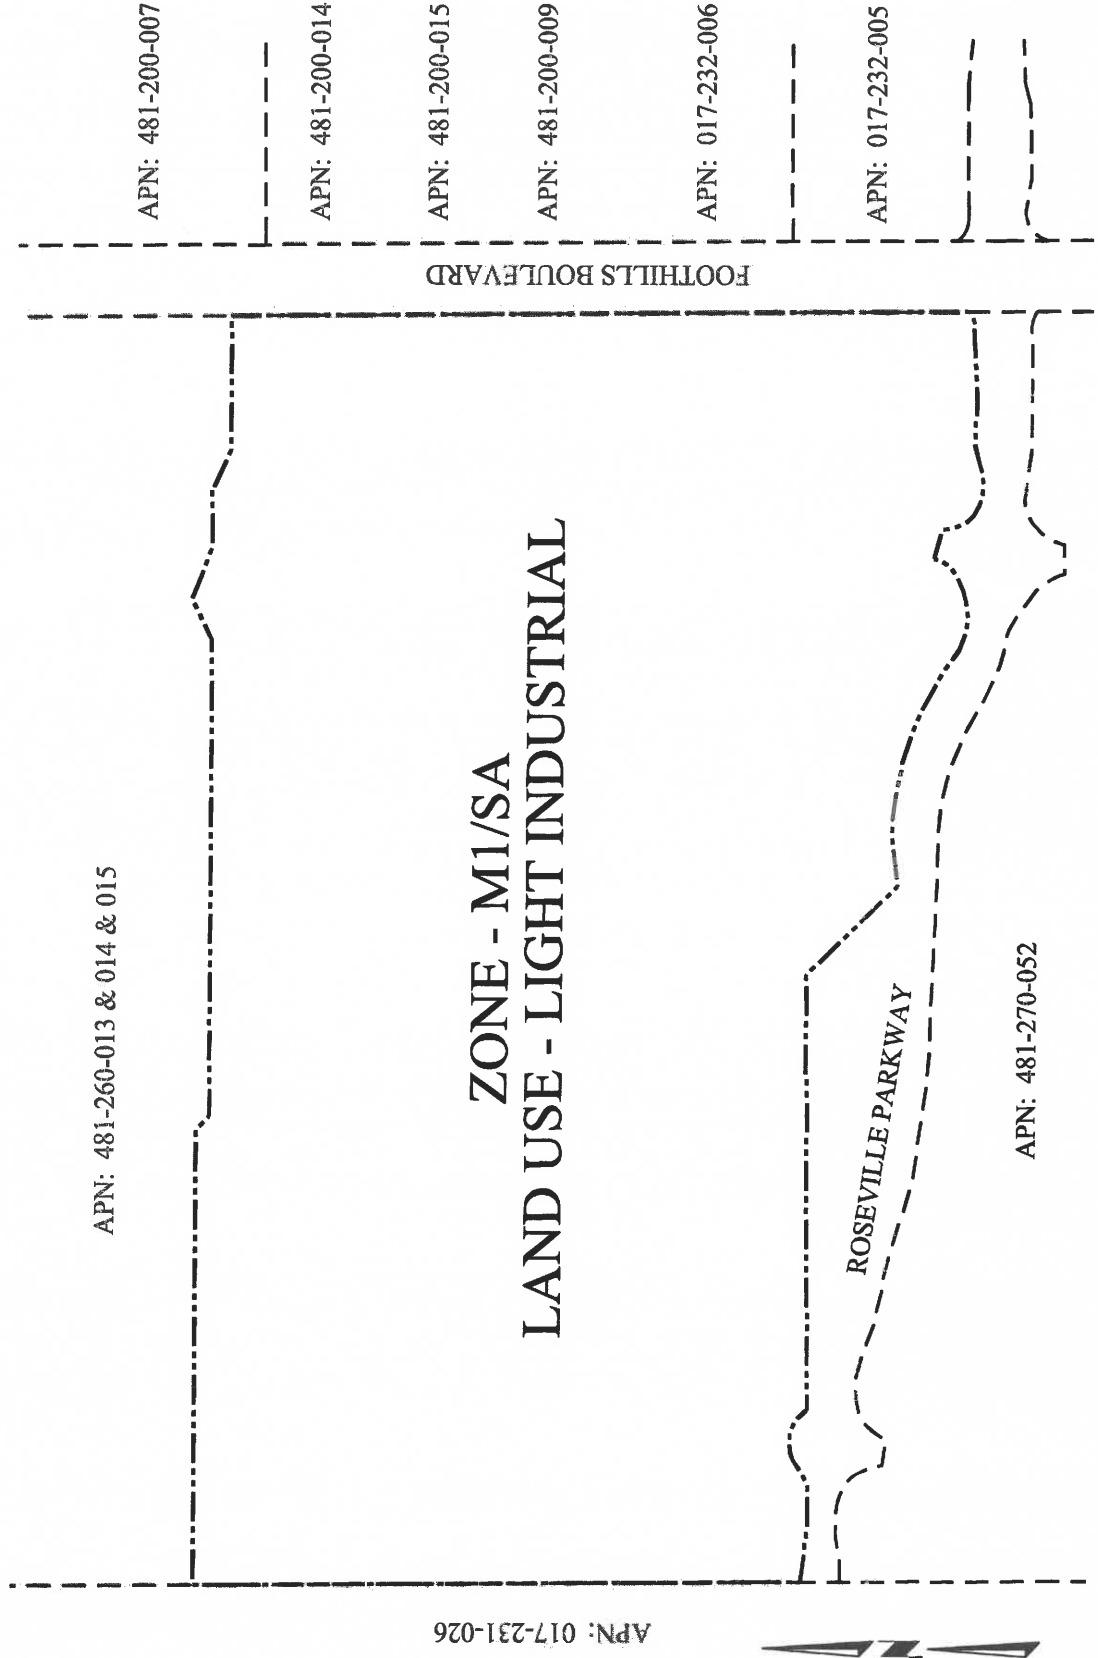 APN: 481-200-007
APN: 481-200-014
APN: 481-200-015
APN: 481-200-009
APN: 017-232-006
APN: 017-232-005
FOOTHILLS BOULEVARD
APN: 481-260-013 & 014 & 015
ZONE - M1/SA
LAND USE - LIGHT INDUSTRIAL
ROSEVILLE PARKWAY
APN: 481-270-052
APN: 017-231-026
N